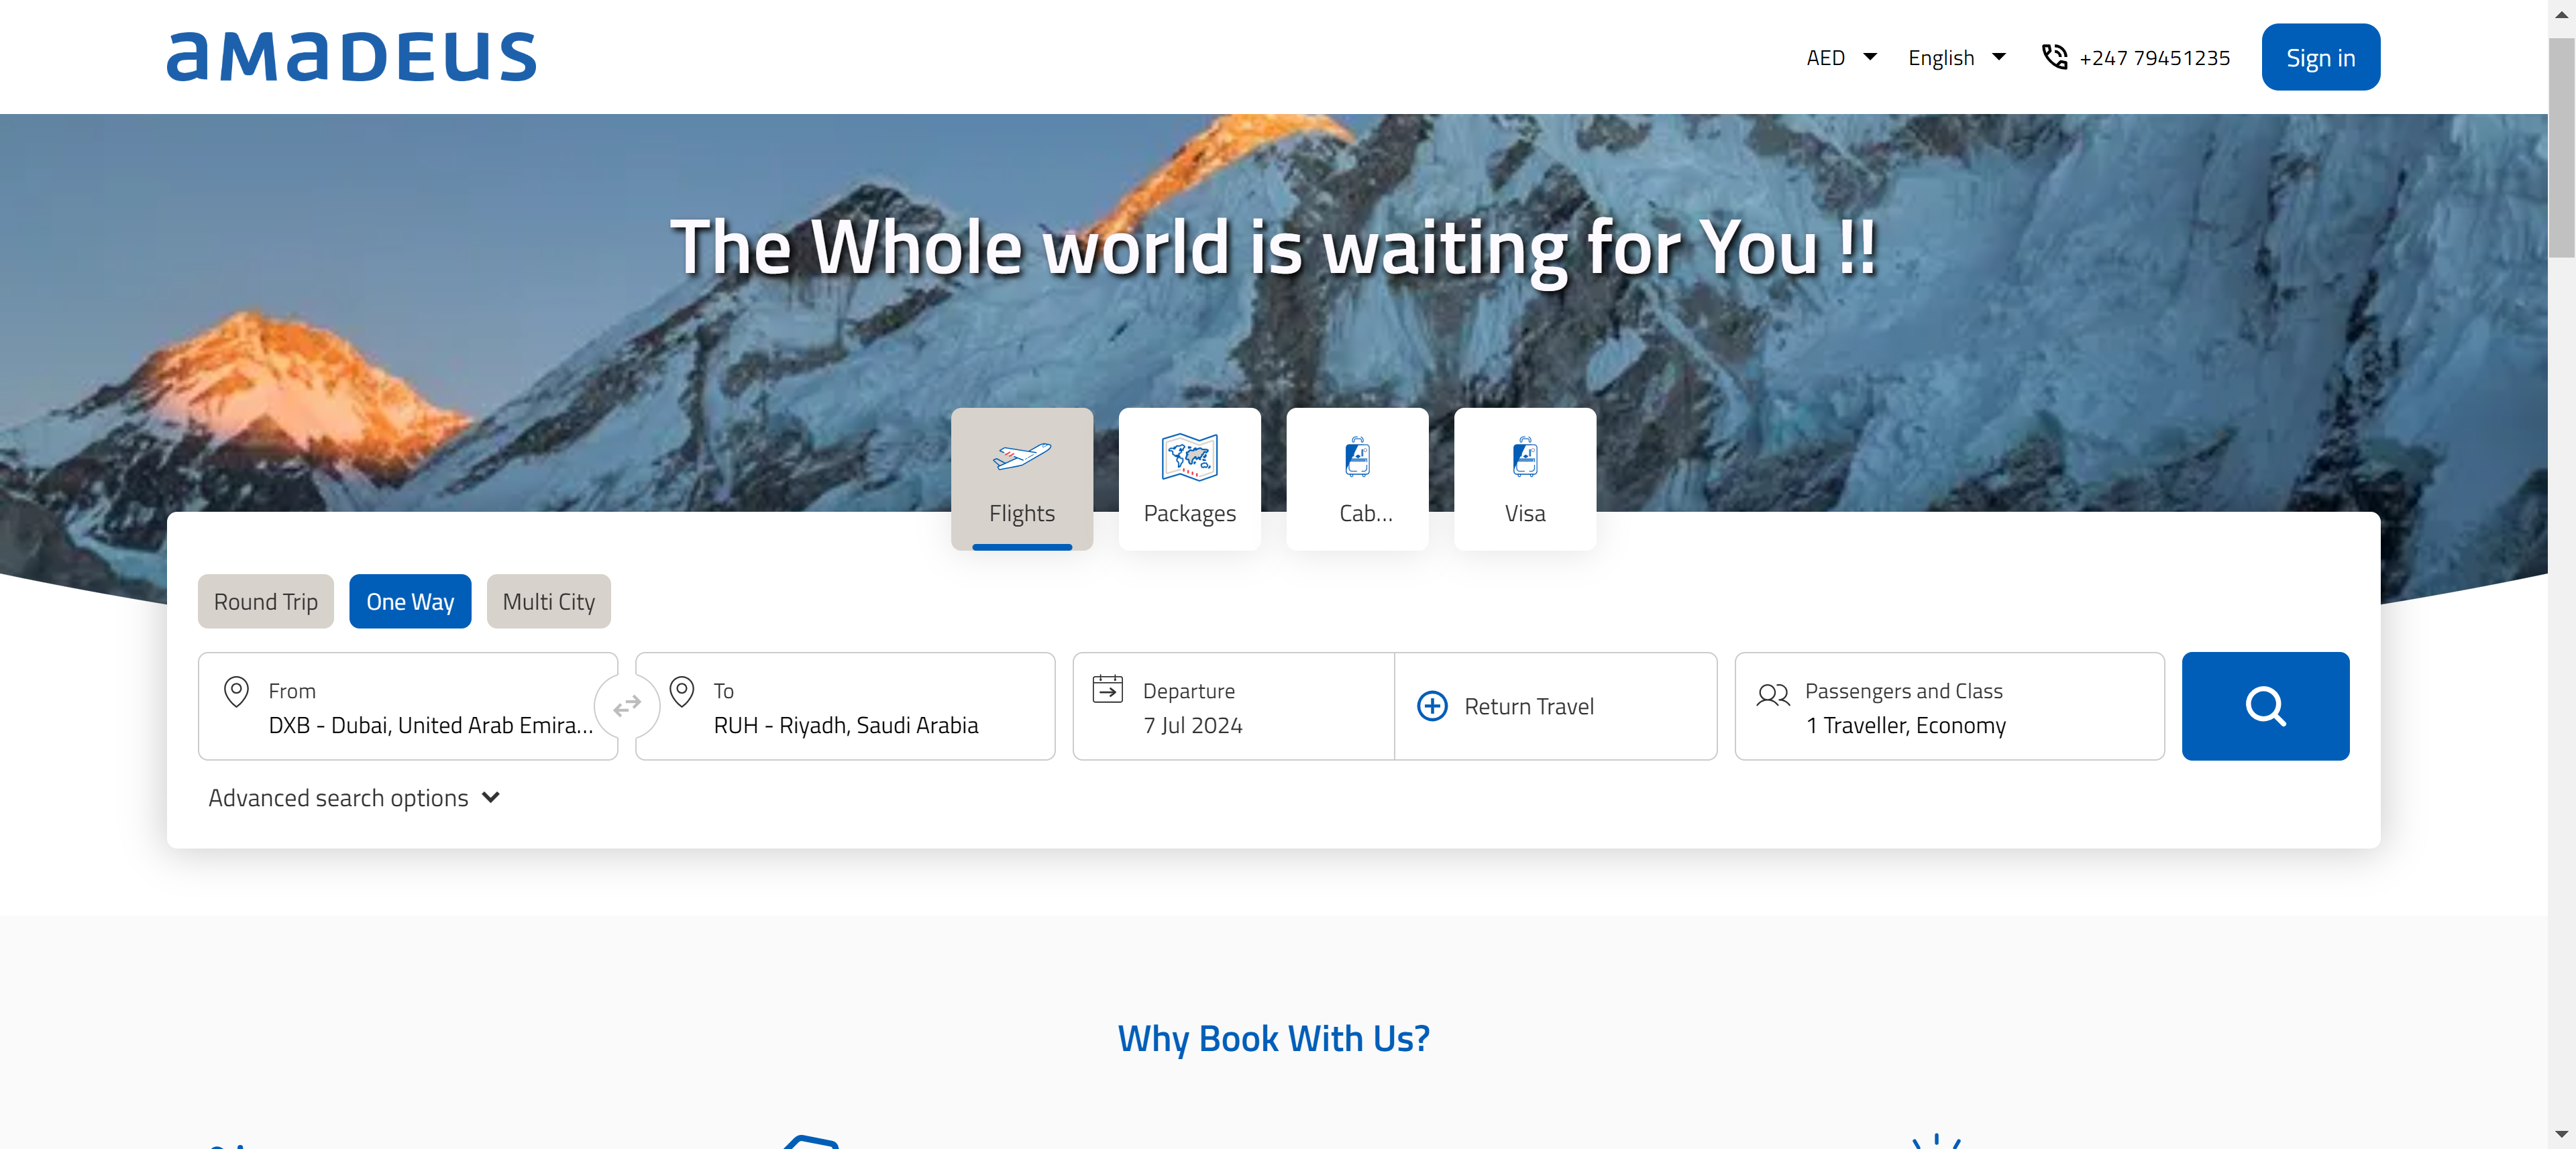 amadeus
AED English +247 79451235 Sign in
The Whole world is waiting for You !!
Flights Packages Cab... Visa
Round Trip One Way Multi City
From To Departure Return Travel Passengers and Class
DXB - Dubai, United Arab Emira... RUH - Riyadh, Saudi Arabia 7 Jul 2024 1 Traveller, Economy
Advanced search options
Why Book With Us?